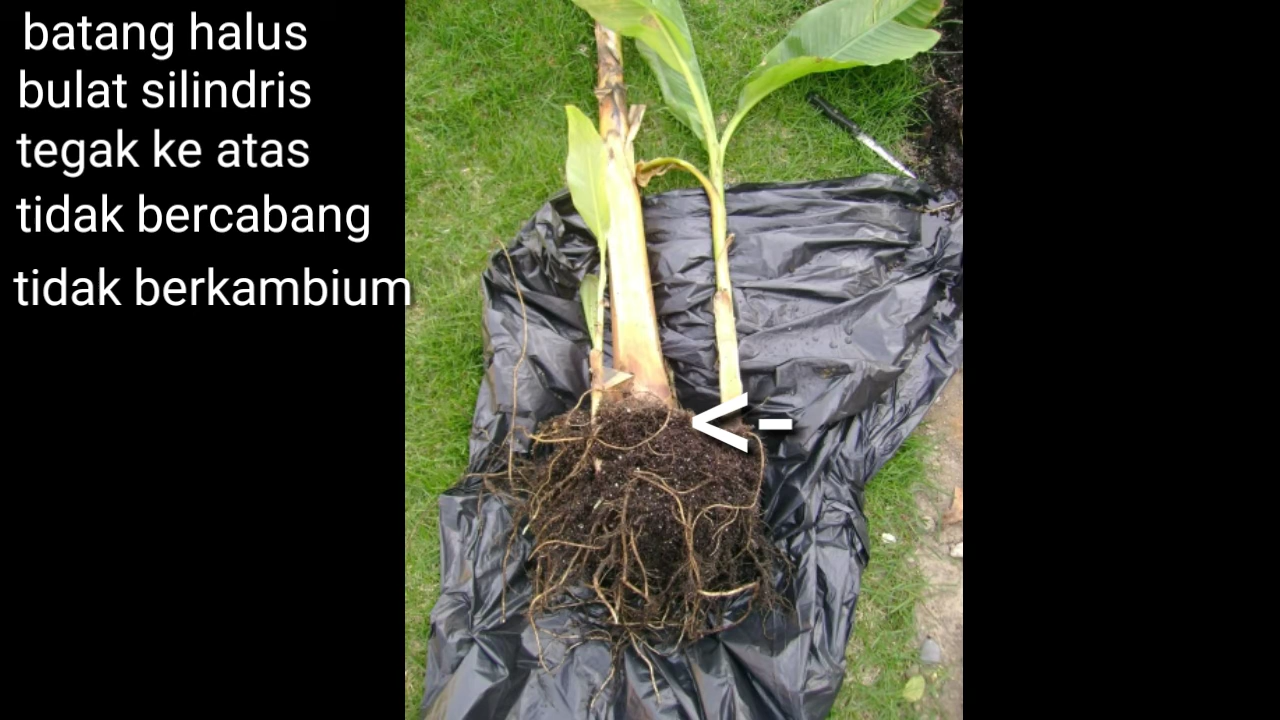 batang halus
bulat silindris
tegak ke atas
tidak bercabang
tidak berkambium
<-